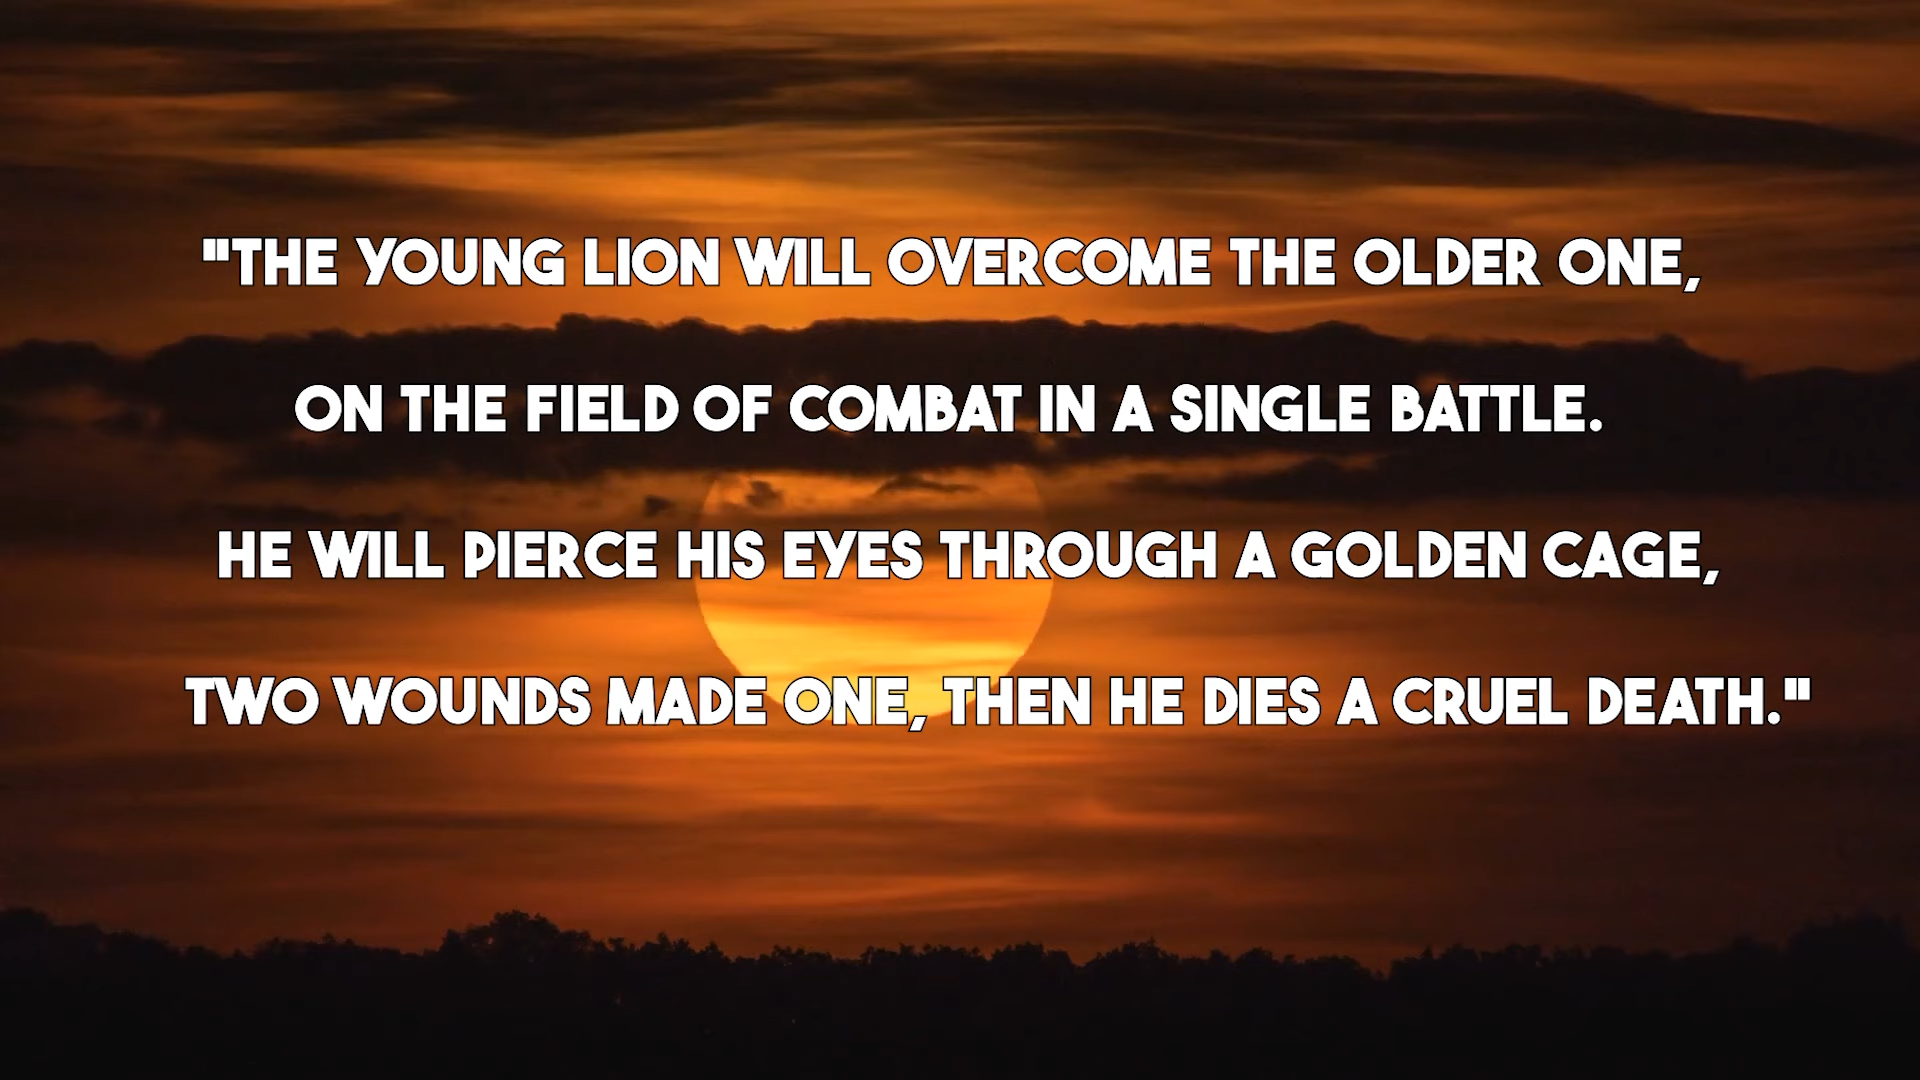 "THE YOUNG LION WILL OVERCOME THE OLDER ONE,
ON THE FIELD OF COMBAT IN A SINGLE BATTLE.
HE WILL PIERCE HIS EYES THROUGH A GOLDEN CAGE,
TWO WOUNDS MADE ONE, THEN HE DIES A CRUEL DEATH."